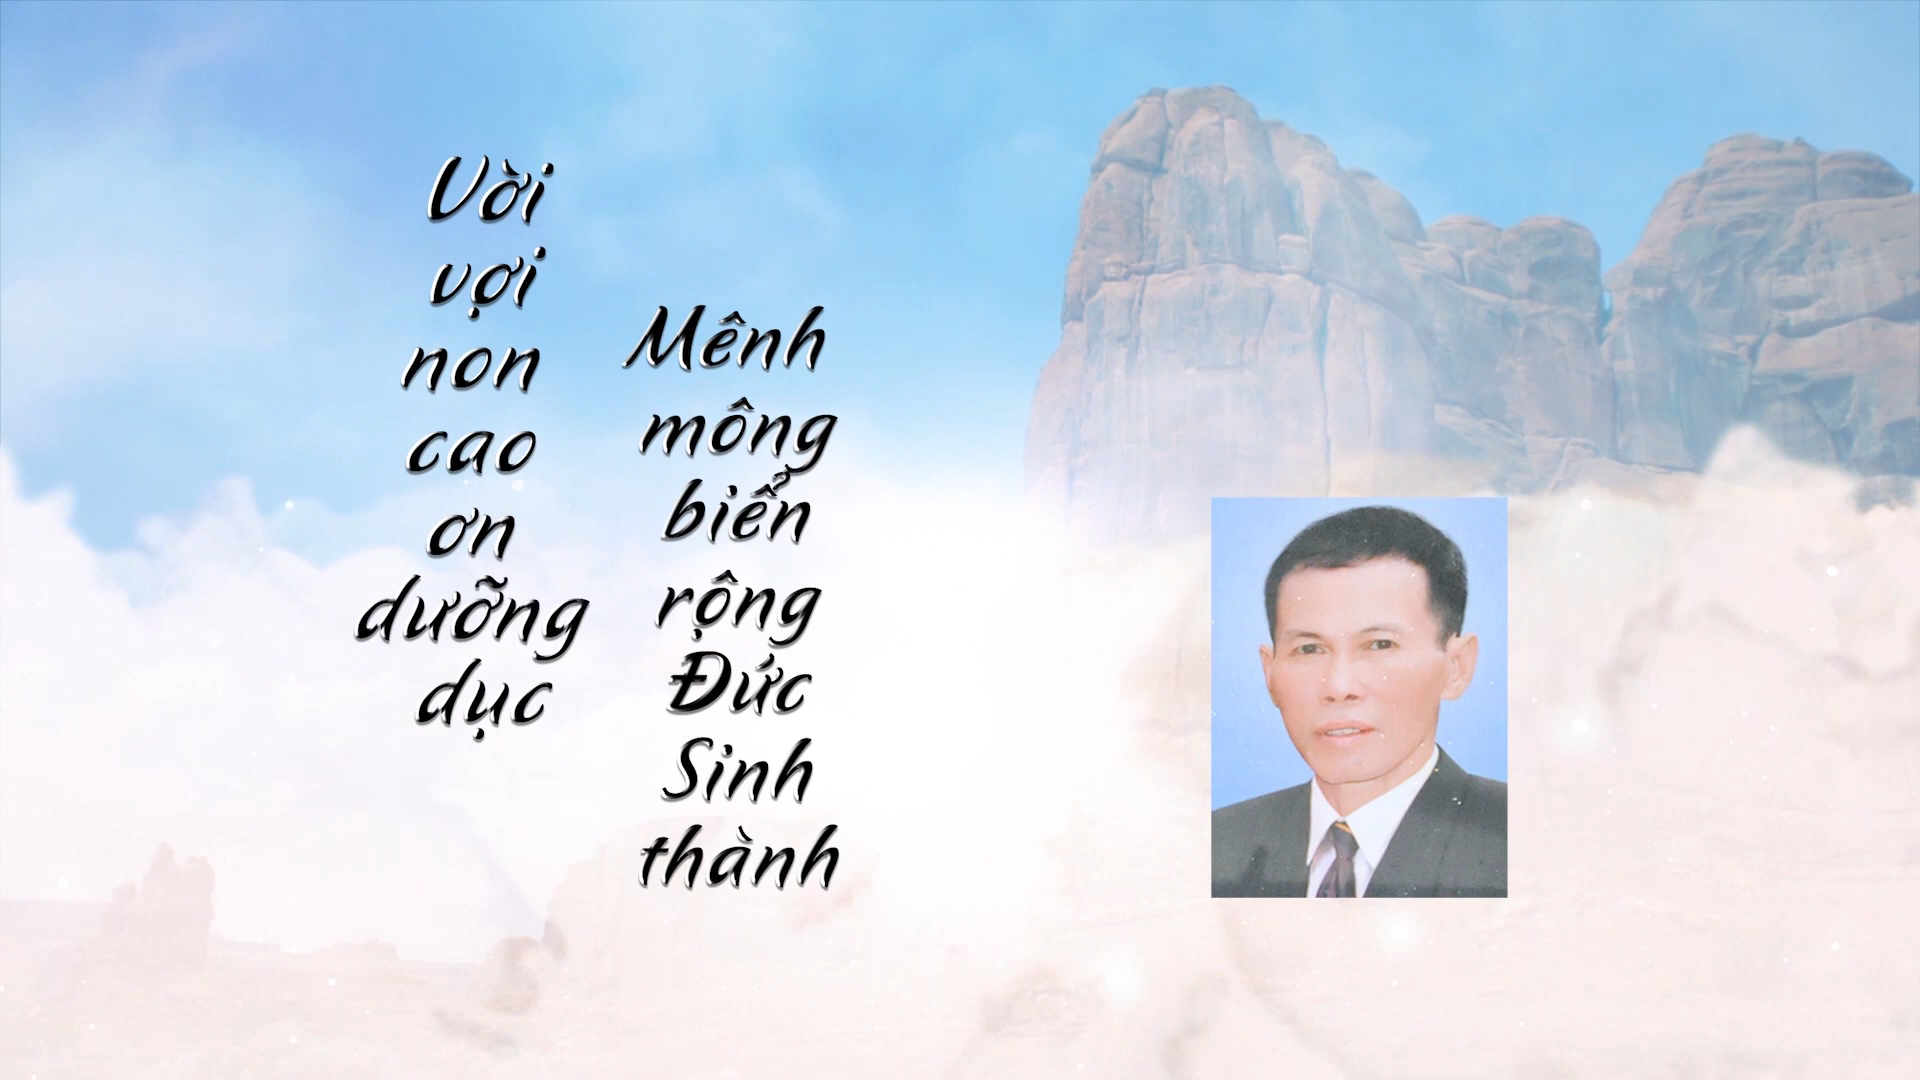 Vời
vợi
non
cao
ơn
dưỡng
dục
Mênh
mông
biển
rộng
Đức
Sinh
thành